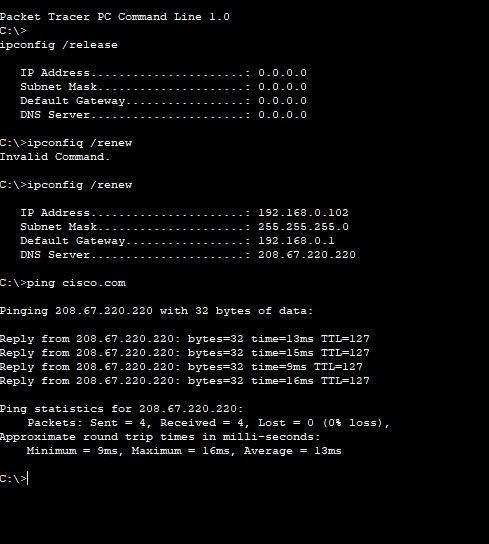 Packet Tracer PC Command Line 1.0
C:\>
ipconfig /release
IP Address......................: 0.0.0.0
Subnet Mask.....................: 0.0.0.0
Default Gateway.................: 0.0.0.0
DNS Server......................: 0.0.0.0
C:\>ipconfiq /renew
Invalid Command.
C:\>ipconfig /renew
IP Address......................: 192.168.0.102
Subnet Mask.....................: 255.255.255.0
Default Gateway.................: 192.168.0.1
DNS Server......................: 208.67.220.220
C:\>ping cisco.com
Pinging 208.67.220.220 with 32 bytes of data:
Reply from 208.67.220.220: bytes=32 time=13ms TTL=127
Reply from 208.67.220.220: bytes=32 time=15ms TTL=127
Reply from 208.67.220.220: bytes=32 time=9ms TTL=127
Reply from 208.67.220.220: bytes=32 time=16ms TTL=127
Ping statistics for 208.67.220.220:
Packets: Sent = 4, Received = 4, Lost = 0 (0% loss),
Approximate round trip times in milli-seconds:
Minimum = 9ms, Maximum = 16ms, Average = 13ms
C:\>